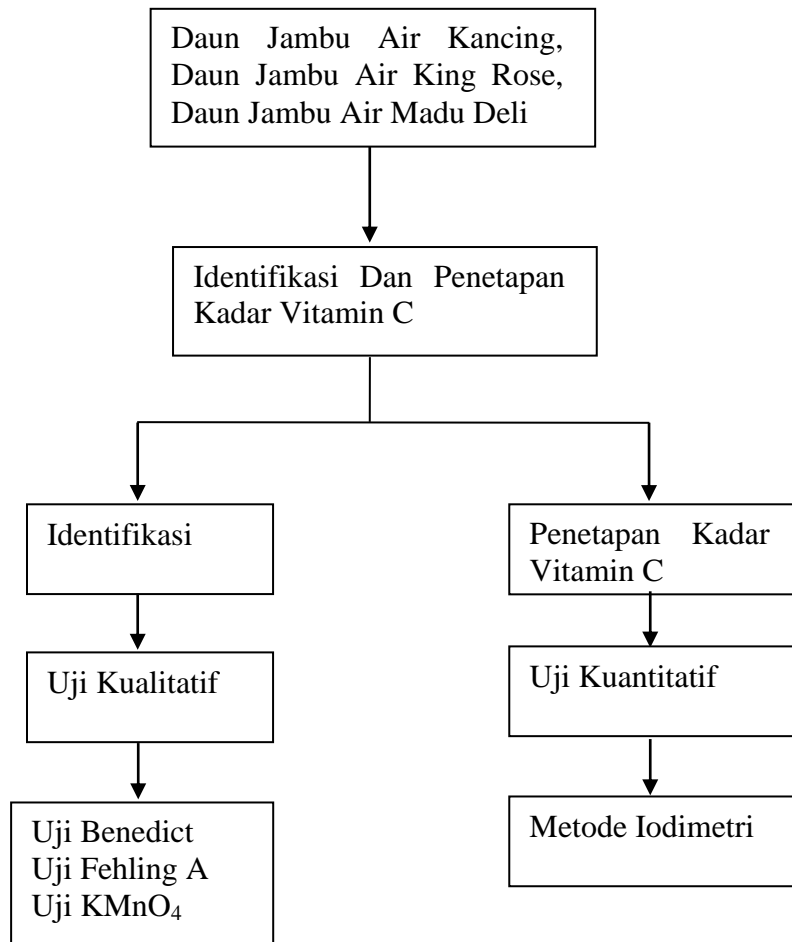 Daun Jambu Air Kancing,
Daun Jambu Air King Rose,
Daun Jambu Air Madu Deli
Identifikasi Dan Penetapan
Kadar Vitamin C
Identifikasi
Uji Kualitatif
Uji Benedict
Uji Fehling A
Uji KMnO₄
Penetapan Kadar
Vitamin C
Uji Kuantitatif
Metode Iodimetri